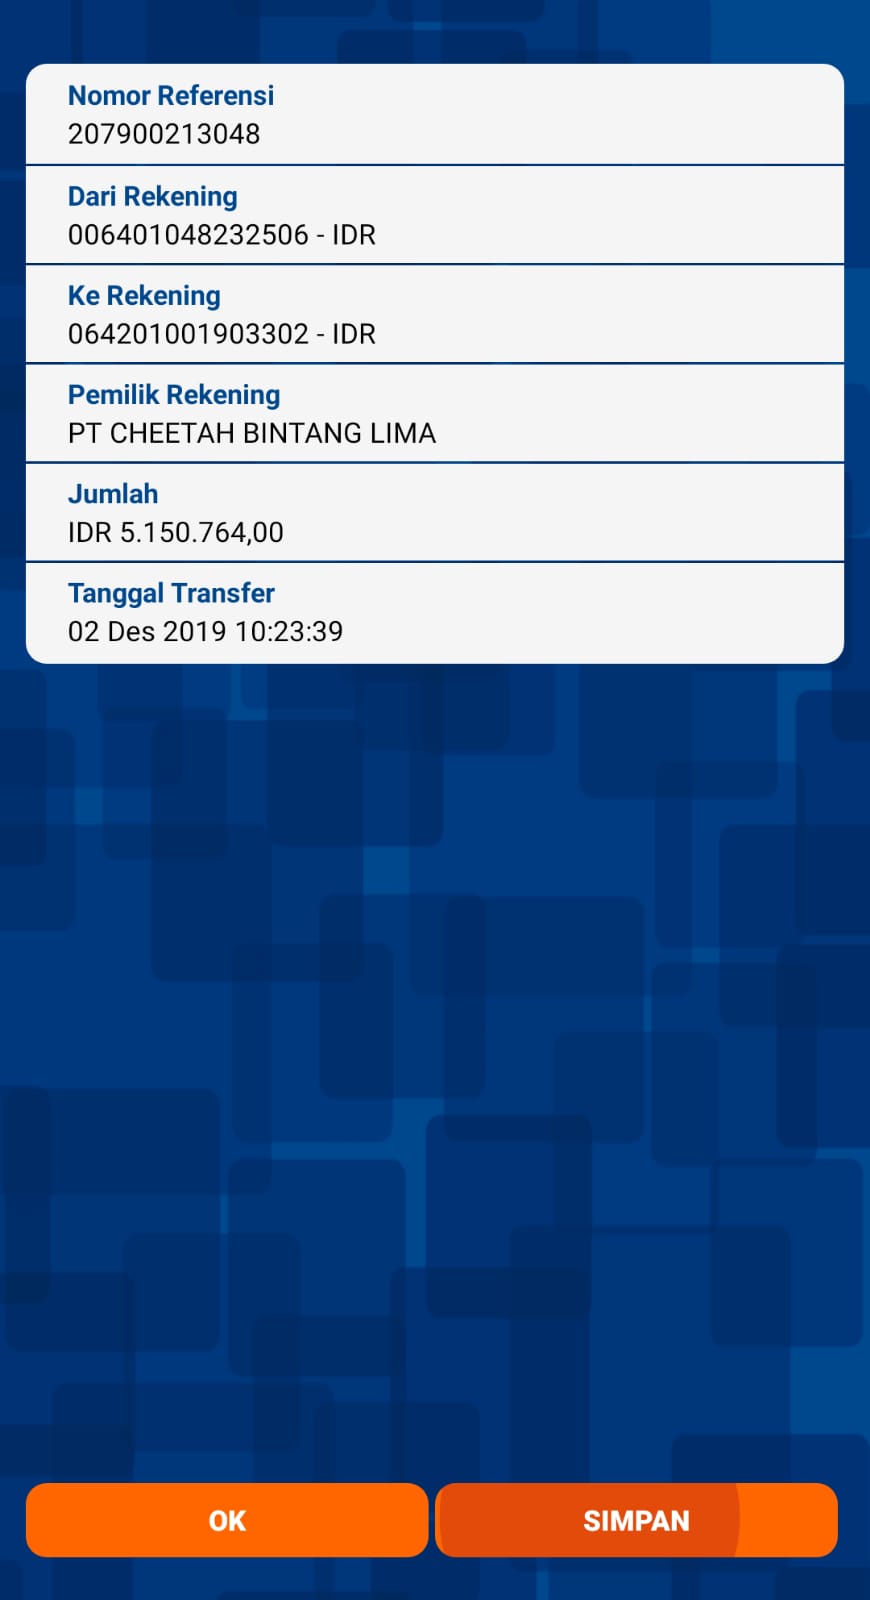 Nomor Referensi
207900213048
Dari Rekening
006401048232506 - IDR
Ke Rekening
064201001903302 - IDR
Pemilik Rekening
PT CHEETAH BINTANG LIMA
Jumlah
IDR 5.150.764,00
Tanggal Transfer
02 Des 2019 10:23:39
OK
SIMPAN